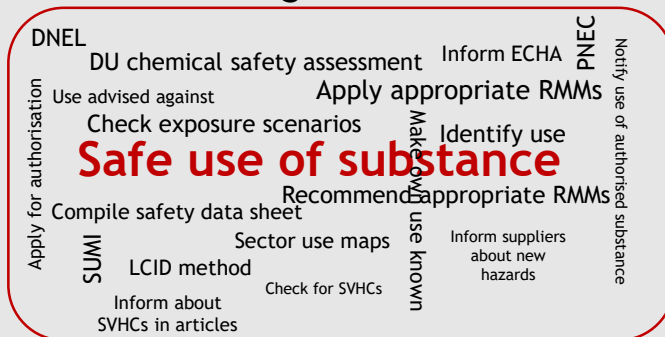 DNEL
DU chemical safety assessment
Inform ECHA
PNEC
Notify use of authorised substance
Apply for authorisation
Use advised against
Apply appropriate RMMs
Check exposure scenarios
Make own use known
Identify use
Safe use of substance
Recommend appropriate RMMs
Compile safety data sheet
SUMI
Sector use maps
Inform suppliers
about new
hazards
LCID method
Check for SVHCs
Inform about
SVHCs in articles